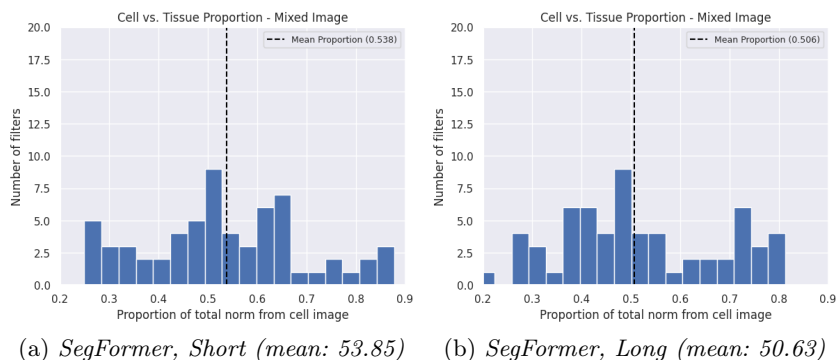 Cell vs. Tissue Proportion - Mixed Image
Mean Proportion (0.538)
Number of filters
20.0
17.5
15.0
12.5
10.0
7.5
5.0
2.5
0.0
0.2 0.3 0.4 0.5 0.6 0.7 0.8 0.9
Proportion of total norm from cell image
(a) SegFormer, Short (mean: 53.85)
Cell vs. Tissue Proportion - Mixed Image
Mean Proportion (0.506)
Number of filters
20.0
17.5
15.0
12.5
10.0
7.5
5.0
2.5
0.0
0.2 0.3 0.4 0.5 0.6 0.7 0.8 0.9
Proportion of total norm from cell image
(b) SegFormer, Long (mean: 50.63)